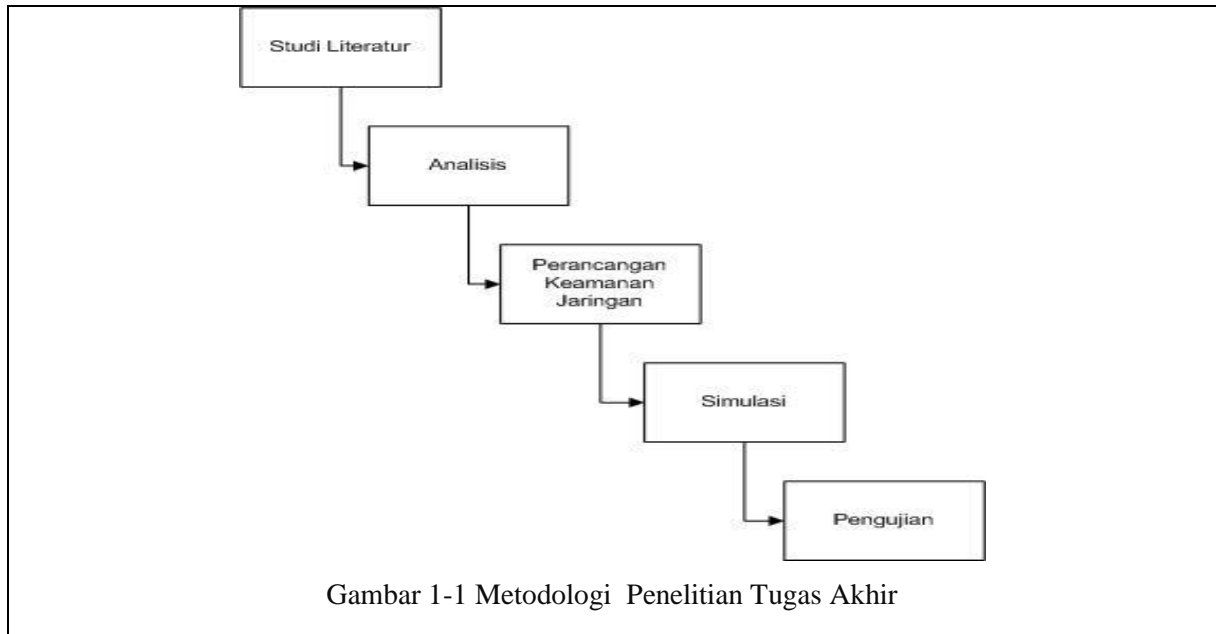 Studi Literatur
Analisis
Perancangan
Keamanan
Jaringan
Simulasi
Pengujian
Gambar 1-1 Metodologi Penelitian Tugas Akhir